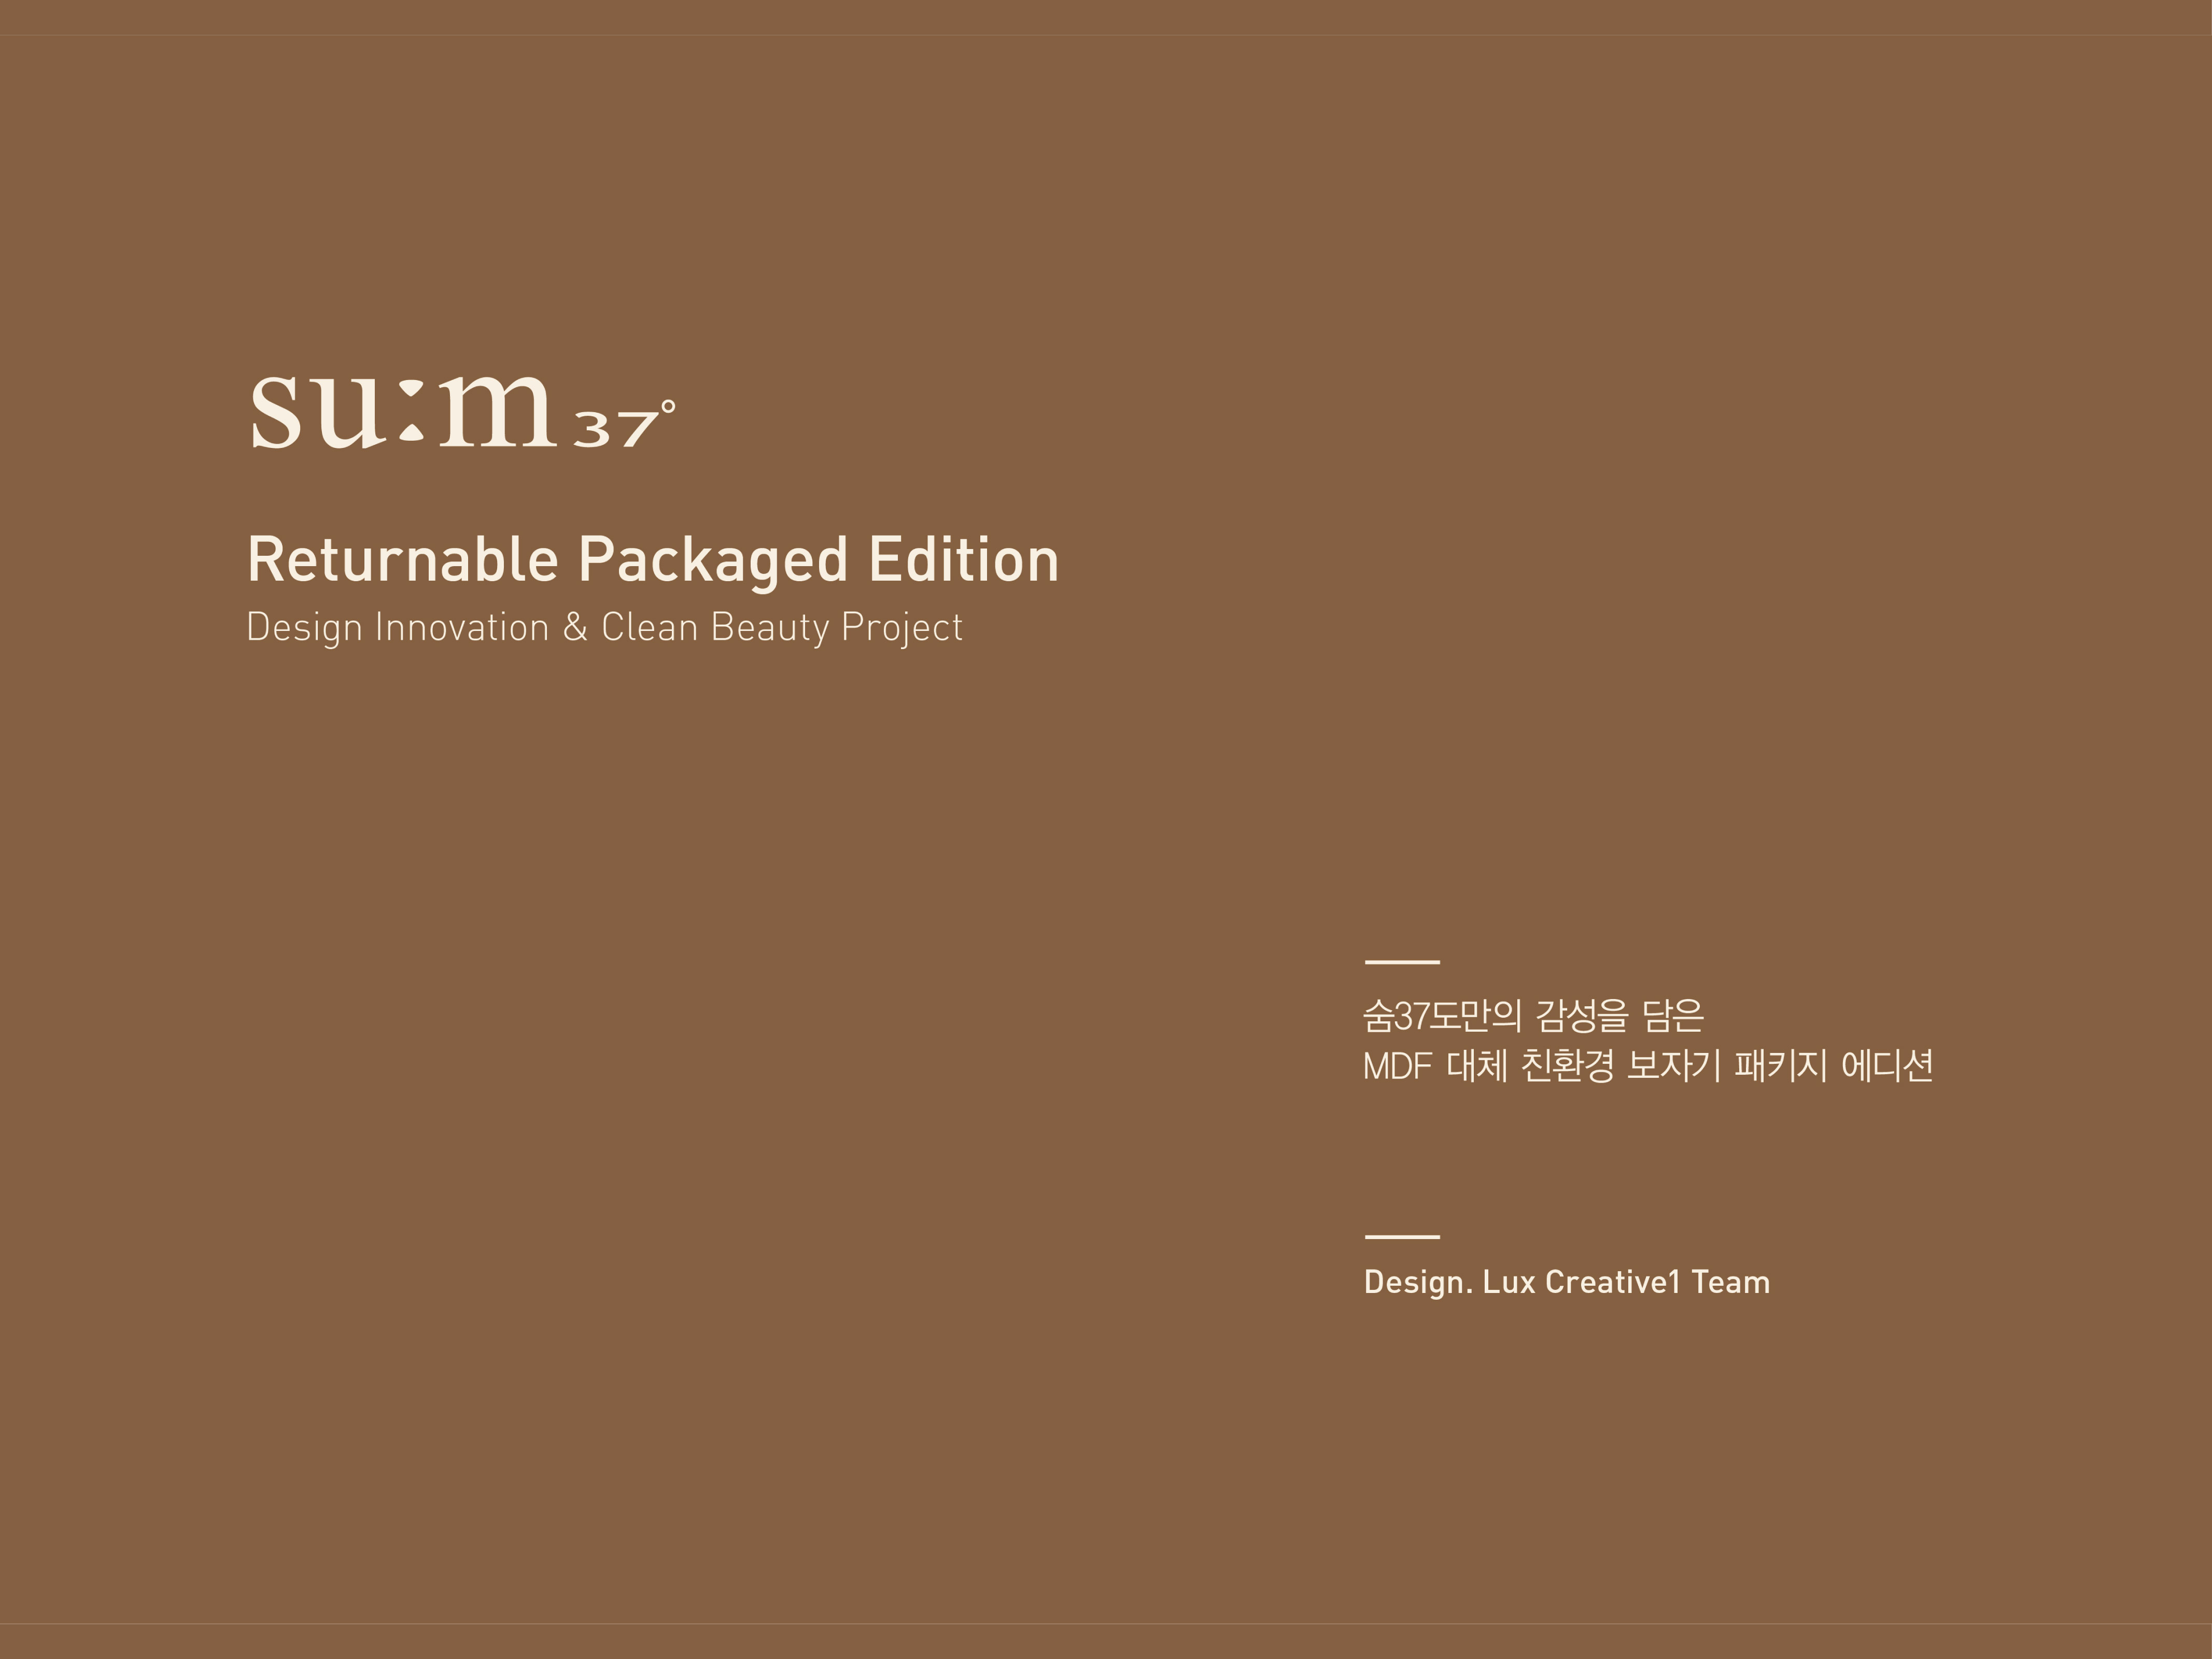 su:m 37°
Returnable Packaged Edition
Design Innovation & Clean Beauty Project
숨37도만의 감성을 담은
MDF 대체 친환경 보자기 패키지 에디션
Design. Lux Creative1 Team